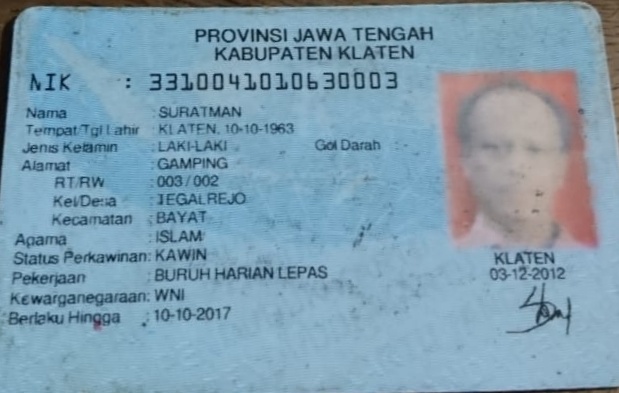 PROVINSI JAWA TENGAH
KABUPATEN KLATEN
NIK : 3310041010630003
Nama : SURATMAN
Tempat/Tgl Lahir : KLATEN, 10-10-1963
Jenis Kelamin : LAKI-LAKI Gol Darah : -
Alamat : GAMPING
RT/RW : 003/002
Kel/Desa : TEGALREJO
Kecamatan : BAYAT
Agama : ISLAM
Status Perkawinan: KAWIN
Pekerjaan : BURUH HARIAN LEPAS
Kewarganegaraan: WNI
Berlaku Hingga : 10-10-2017
KLATEN
03-12-2012